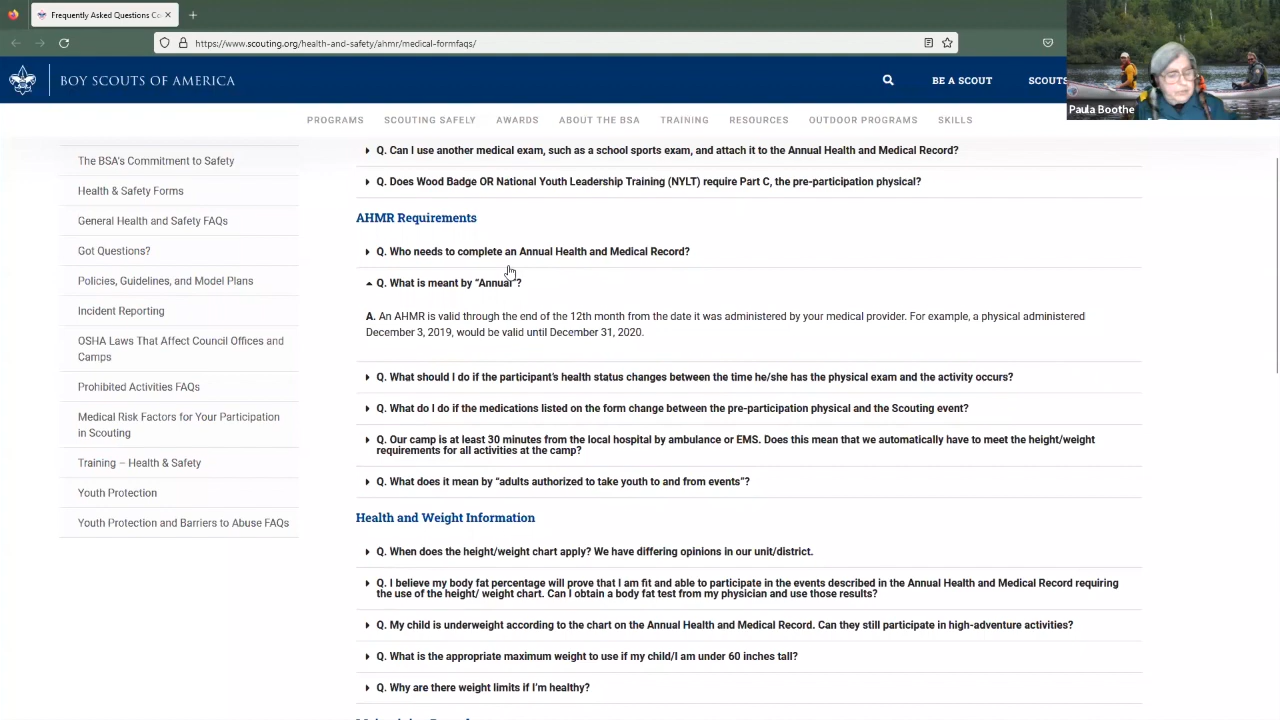 Frequently Asked Questions Co
https://www.scouting.org/health-and-safety/ahmr/medical-formfaqs/
Paula Boothe
BOY SCOUTS OF AMERICA
BE A SCOUT
SCOUTS
PROGRAMS
SCOUTING SAFELY
AWARDS
ABOUT THE BSA
TRAINING
RESOURCES
OUTDOOR PROGRAMS
SKILLS
The BSA's Commitment to Safety
Health & Safety Forms
General Health and Safety FAQs
Got Questions?
Policies, Guidelines, and Model Plans
Incident Reporting
OSHA Laws That Affect Council Offices and
Camps
Prohibited Activities FAQs
Medical Risk Factors for Your Participation
in Scouting
Training – Health & Safety
Youth Protection
Youth Protection and Barriers to Abuse FAQs
Q. Can I use another medical exam, such as a school sports exam, and attach it to the Annual Health and Medical Record?
Q. Does Wood Badge OR National Youth Leadership Training (NYLT) require Part C, the pre-participation physical?
AHMR Requirements
Q. Who needs to complete an Annual Health and Medical Record?
Q. What is meant by “Annual”?
A. An AHMR is valid through the end of the 12th month from the date it was administered by your medical provider. For example, a physical administered
December 3, 2019, would be valid until December 31, 2020.
Q. What should I do if the participant's health status changes between the time he/she has the physical exam and the activity occurs?
Q. What do I do if the medications listed on the form change between the pre-participation physical and the Scouting event?
Q. Our camp is at least 30 minutes from the local hospital by ambulance or EMS. Does this mean that we automatically have to meet the height/weight
requirements for all activities at the camp?
Q. What does it mean by “adults authorized to take youth to and from events”?
Health and Weight Information
Q. When does the height/weight chart apply? We have differing opinions in our unit/district.
Q. I believe my body fat percentage will prove that I am fit and able to participate in the events described in the Annual Health and Medical Record requiring
the use of the height/ weight chart. Can I obtain a body fat test from my physician and use those results?
Q. My child is underweight according to the chart on the Annual Health and Medical Record. Can they still participate in high-adventure activities?
Q. What is the appropriate maximum weight to use if my child/I am under 60 inches tall?
Q. Why are there weight limits if I'm healthy?